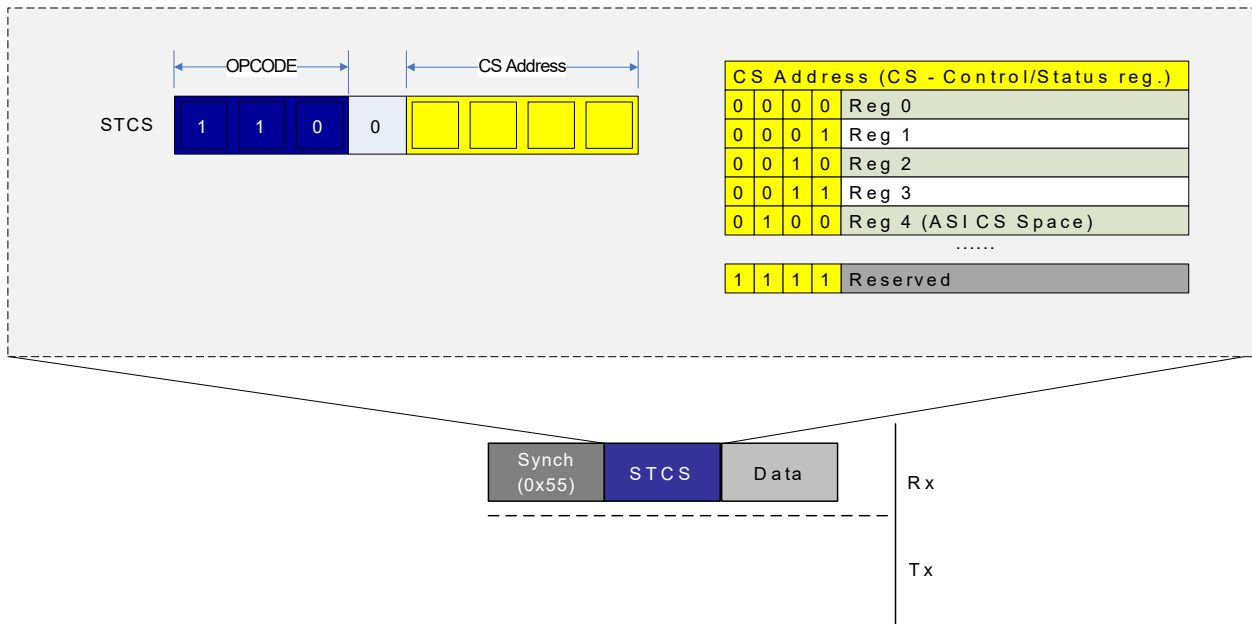 OPCODE CS Address
STCS 1 1 0 0
CS Address (CS - Control/Status reg.)
0 0 0 0 Reg 0
0 0 0 1 Reg 1
0 0 1 0 Reg 2
0 0 1 1 Reg 3
0 1 0 0 Reg 4 (ASI CS Space)
......
1 1 1 1 Reserved
Synch
(0x55)
STCS
Data
Rx
Tx